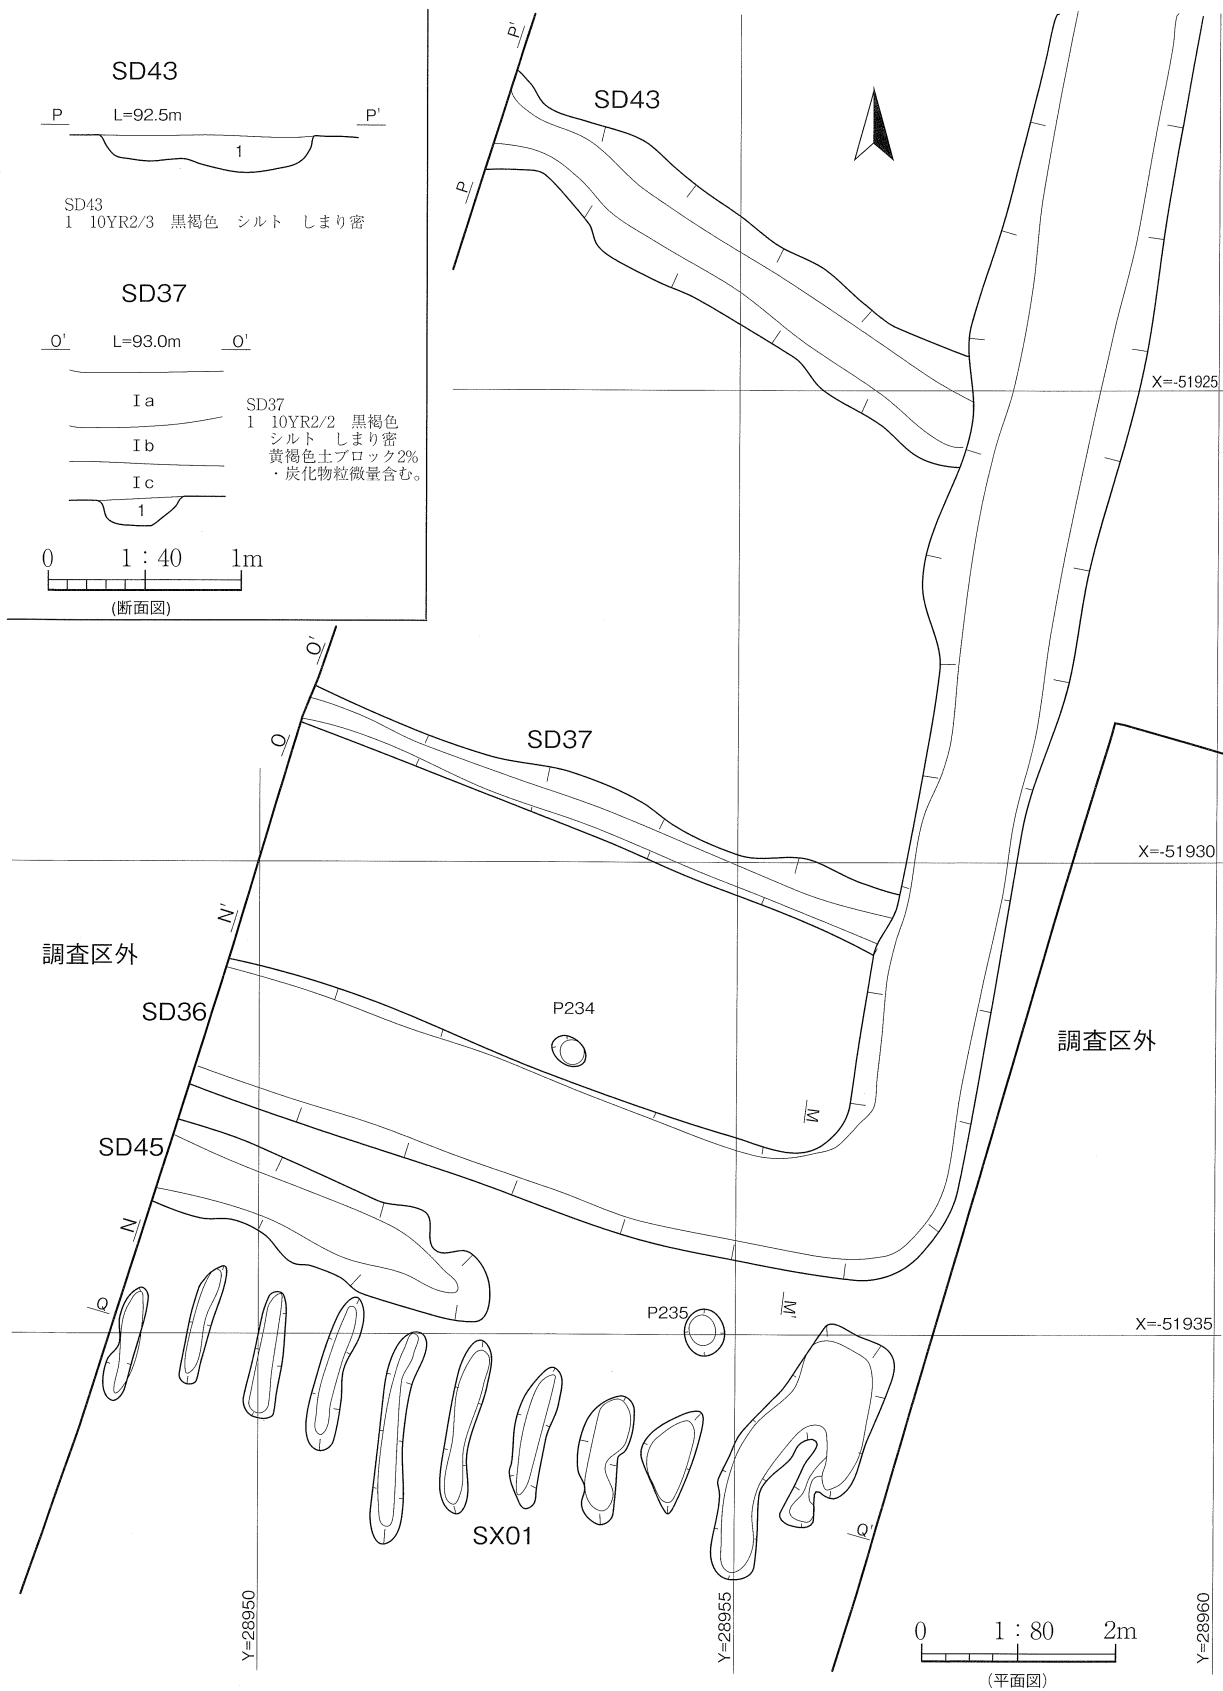 SD43
P L=92.5m P'
1
SD43
1 10YR2/3 黒褐色 シルト しまり密
SD37
O' L=93.0m O'
Ⅰa
Ⅰb
Ⅰc
1
SD37
1 10YR2/2 黒褐色
シルト しまり密
黄褐色土ブロック2%
・炭化物粒微量含む。
0 1:40 1m
(断面図)
P'
SD43
P
X=-51925
O'
O
SD37
X=-51930
N'
調査区外
SD36
P234
調査区外
M
SD45
N
Q
P235
M'
X=-51935
SX01
Q'
Y=28950
Y=28955
Y=28960
0 1:80 2m
(平面図)